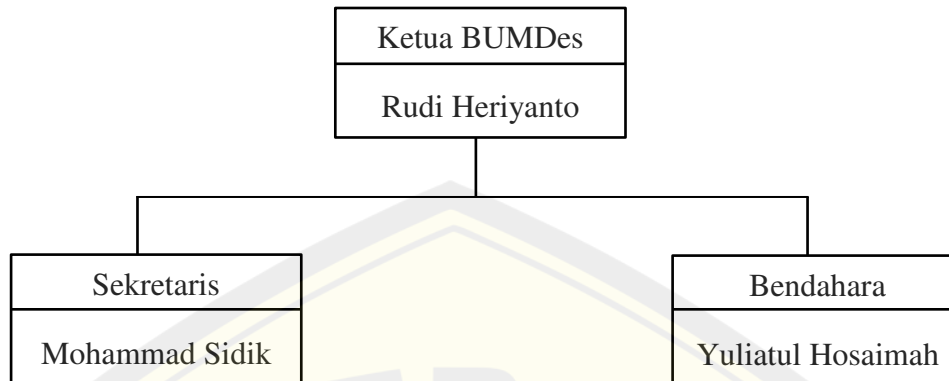 Ketua BUMDes
Rudi Heriyanto
Sekretaris
Mohammad Sidik
Bendahara
Yuliatul Hosaimah